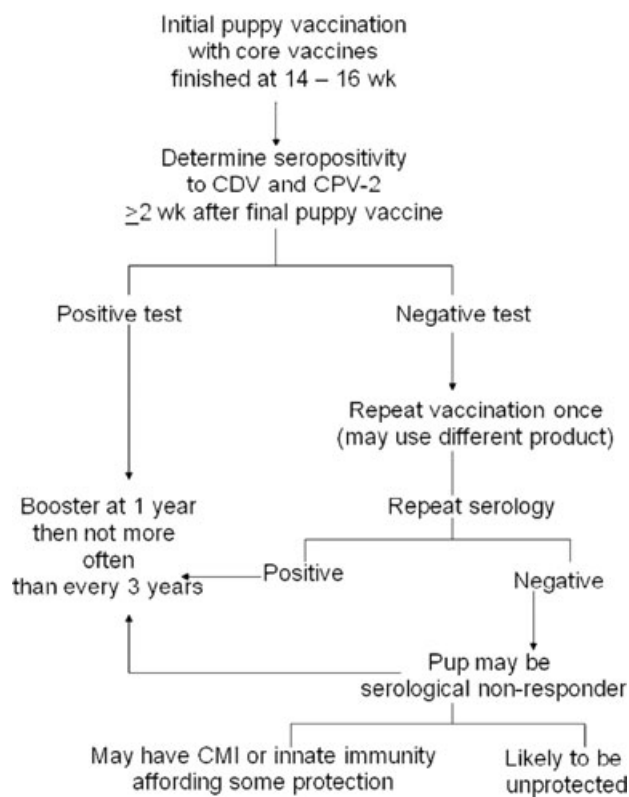 Initial puppy vaccination
with core vaccines
finished at 14 – 16 wk
Determine seropositivity
to CDV and CPV-2
≥2 wk after final puppy vaccine
Positive test
Negative test
Repeat vaccination once
(may use different product)
Booster at 1 year
then not more
often
than every 3 years
Repeat serology
Positive
Negative
Pup may be
serological non-responder
May have CMI or innate immunity
affording some protection
Likely to be
unprotected